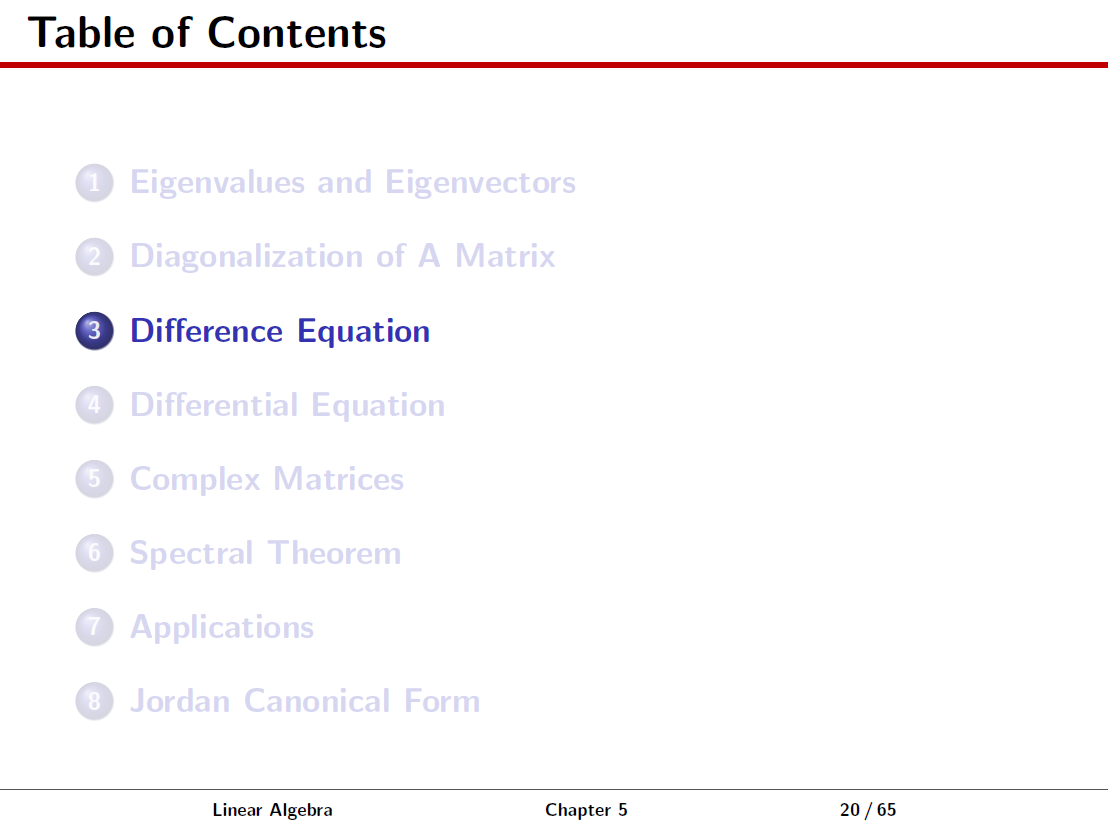 Table of Contents
1 Eigenvalues and Eigenvectors
2 Diagonalization of A Matrix
3 Difference Equation
4 Differential Equation
5 Complex Matrices
6 Spectral Theorem
7 Applications
8 Jordan Canonical Form
Linear Algebra Chapter 5 20 / 65